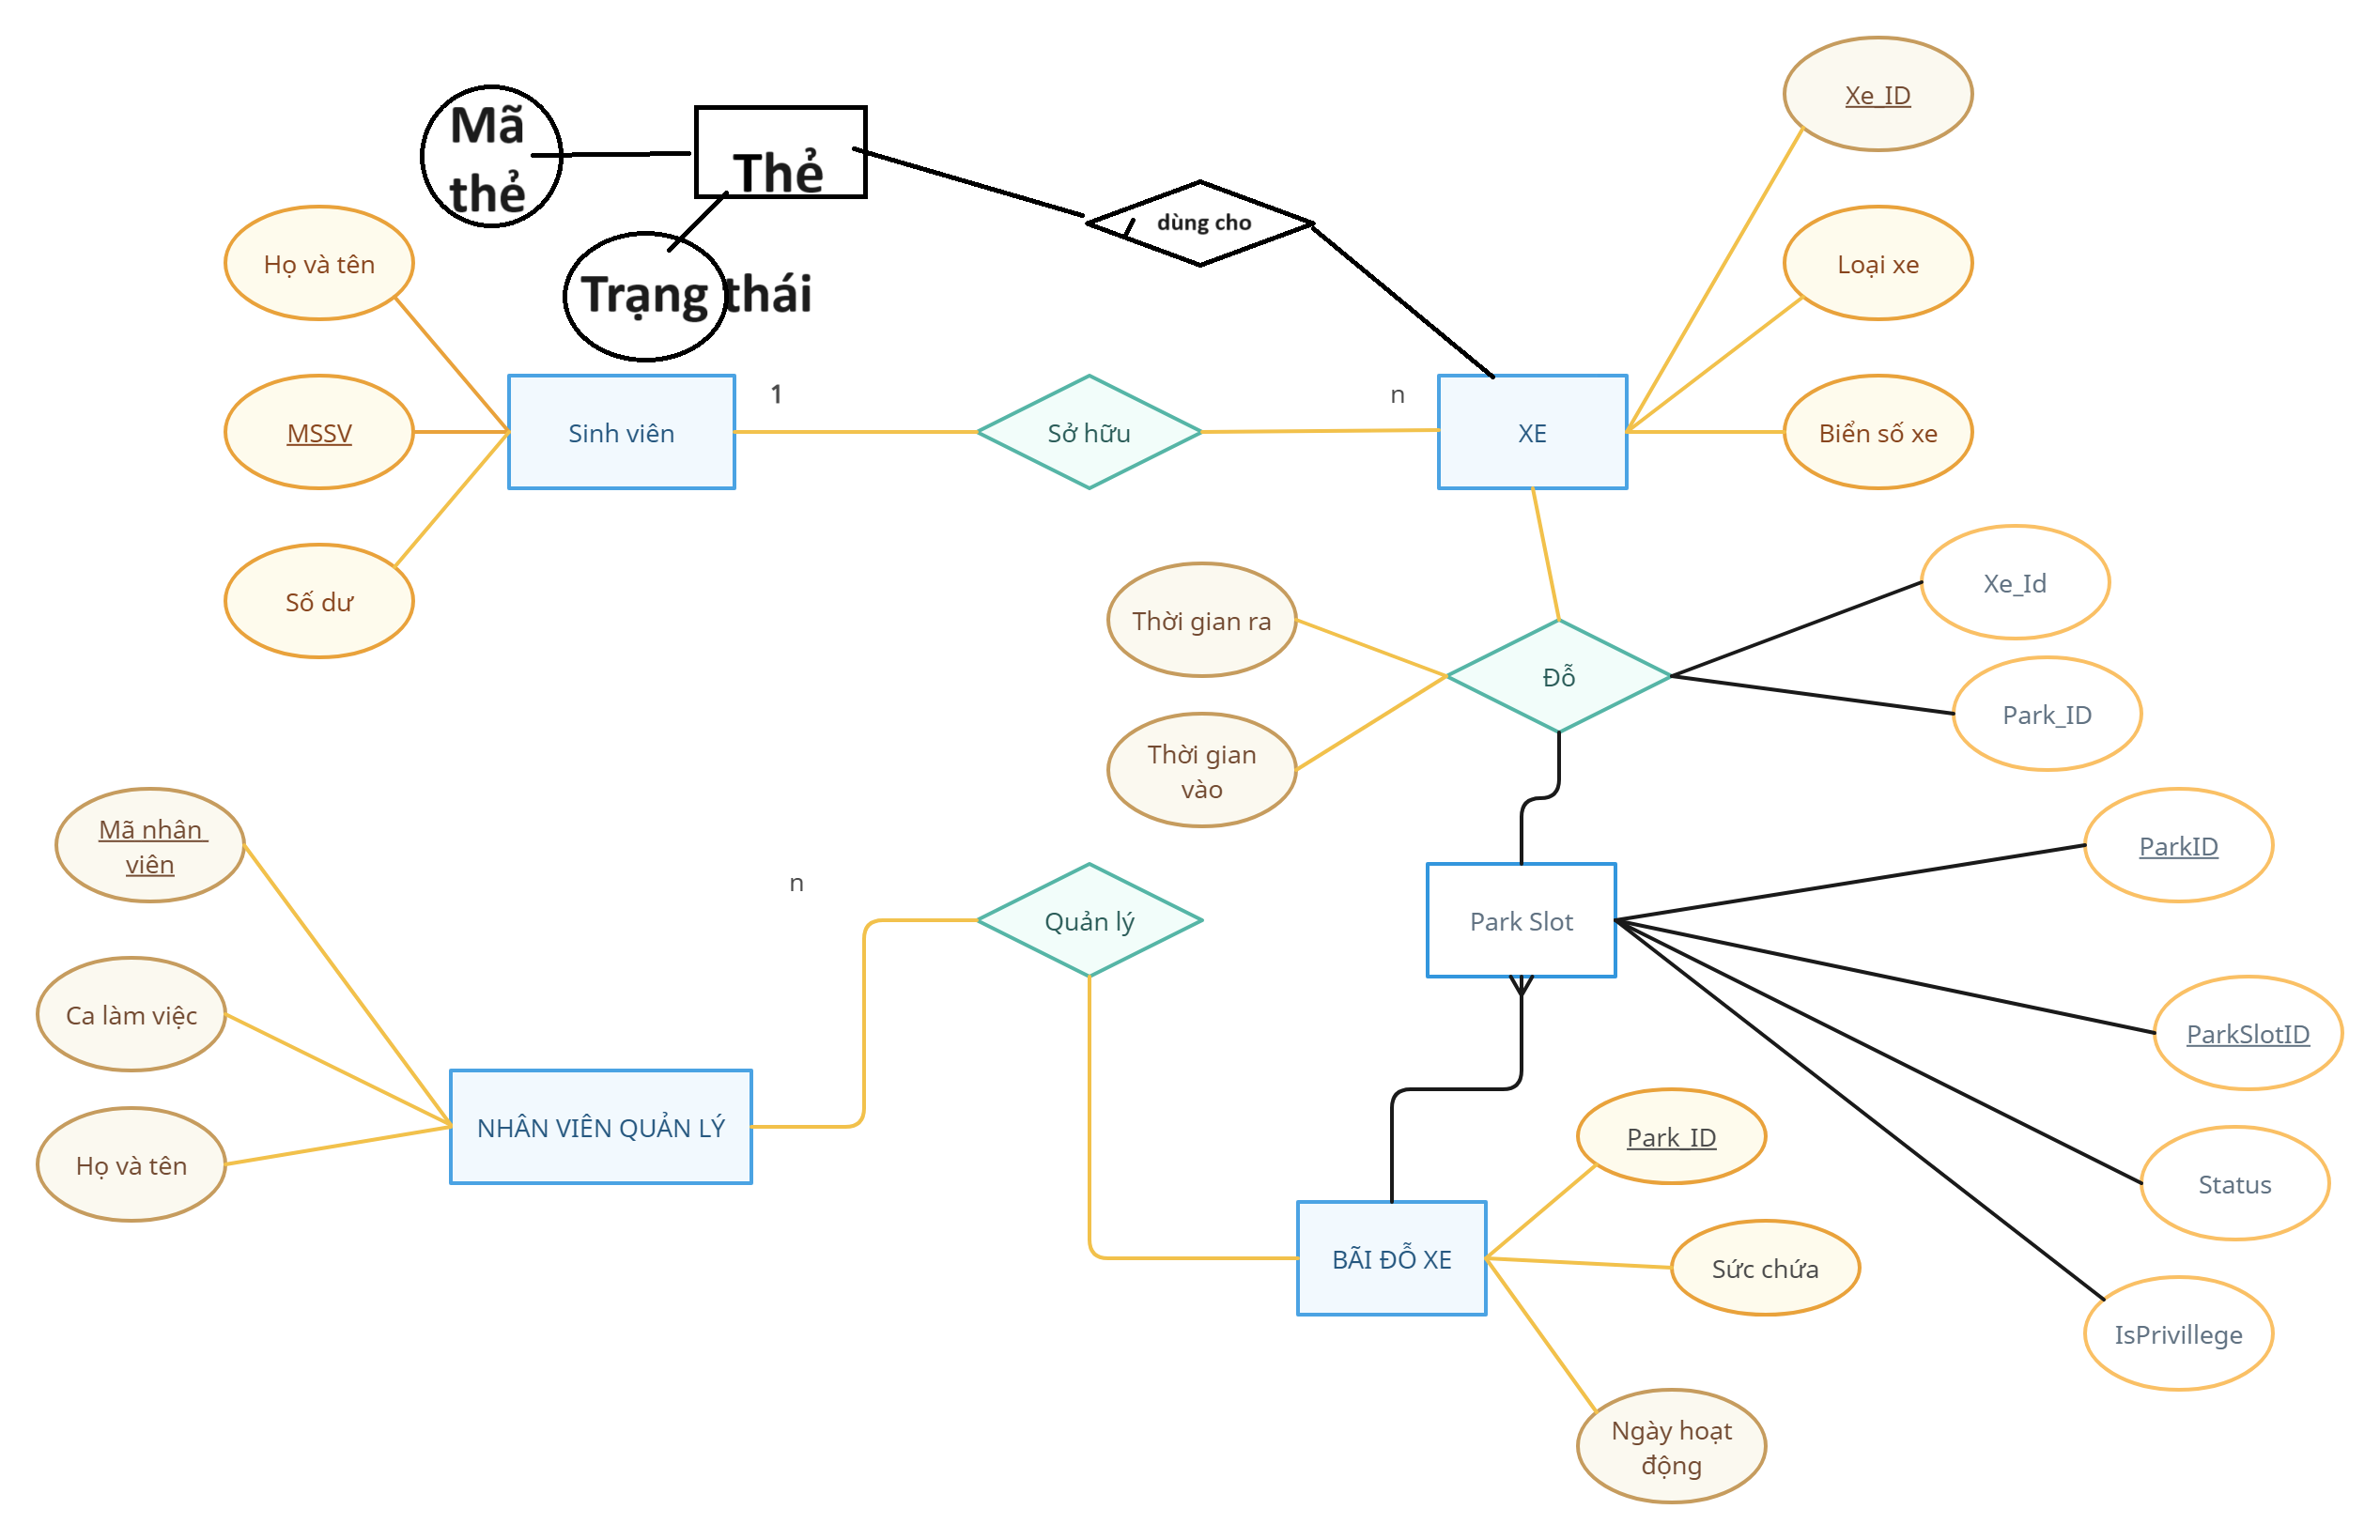 Xe_ID
Mã
thẻ
Thẻ
dùng cho
Họ và tên
Loại xe
Trạng thái
1
n
MSSV
Sinh viên
Sở hữu
XE
Biển số xe
Số dư
Xe_Id
Thời gian ra
Đỗ
Park_ID
Thời gian
vào
Mã nhân
viên
n
ParkID
Quản lý
Park Slot
Ca làm việc
ParkSlotID
NHÂN VIÊN QUẢN LÝ
Park_ID
Họ và tên
Status
BÃI ĐỖ XE
Sức chứa
IsPrivillege
Ngày hoạt
động